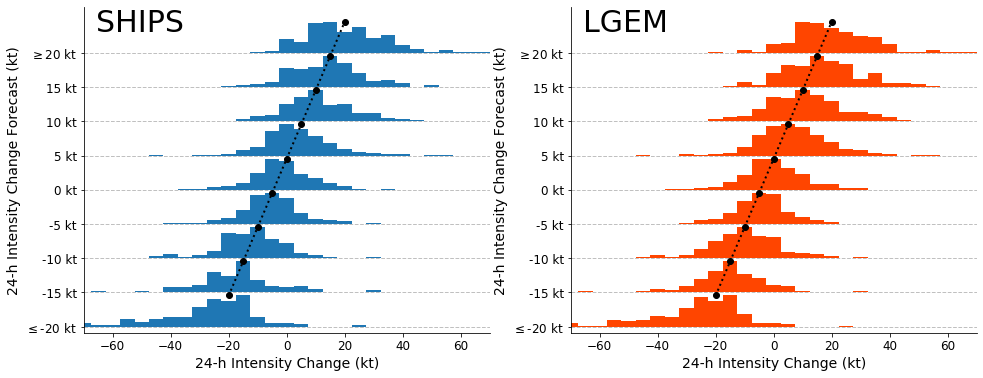 SHIPS
24-h Intensity Change Forecast (kt)
≥20 kt
15 kt
10 kt
5 kt
0 kt
-5 kt
-10 kt
-15 kt
≤-20 kt
−60 −40 −20 0 20 40 60
24-h Intensity Change (kt)
LGEM
24-h Intensity Change Forecast (kt)
≥20 kt
15 kt
10 kt
5 kt
0 kt
-5 kt
-10 kt
-15 kt
≤-20 kt
−60 −40 −20 0 20 40 60
24-h Intensity Change (kt)